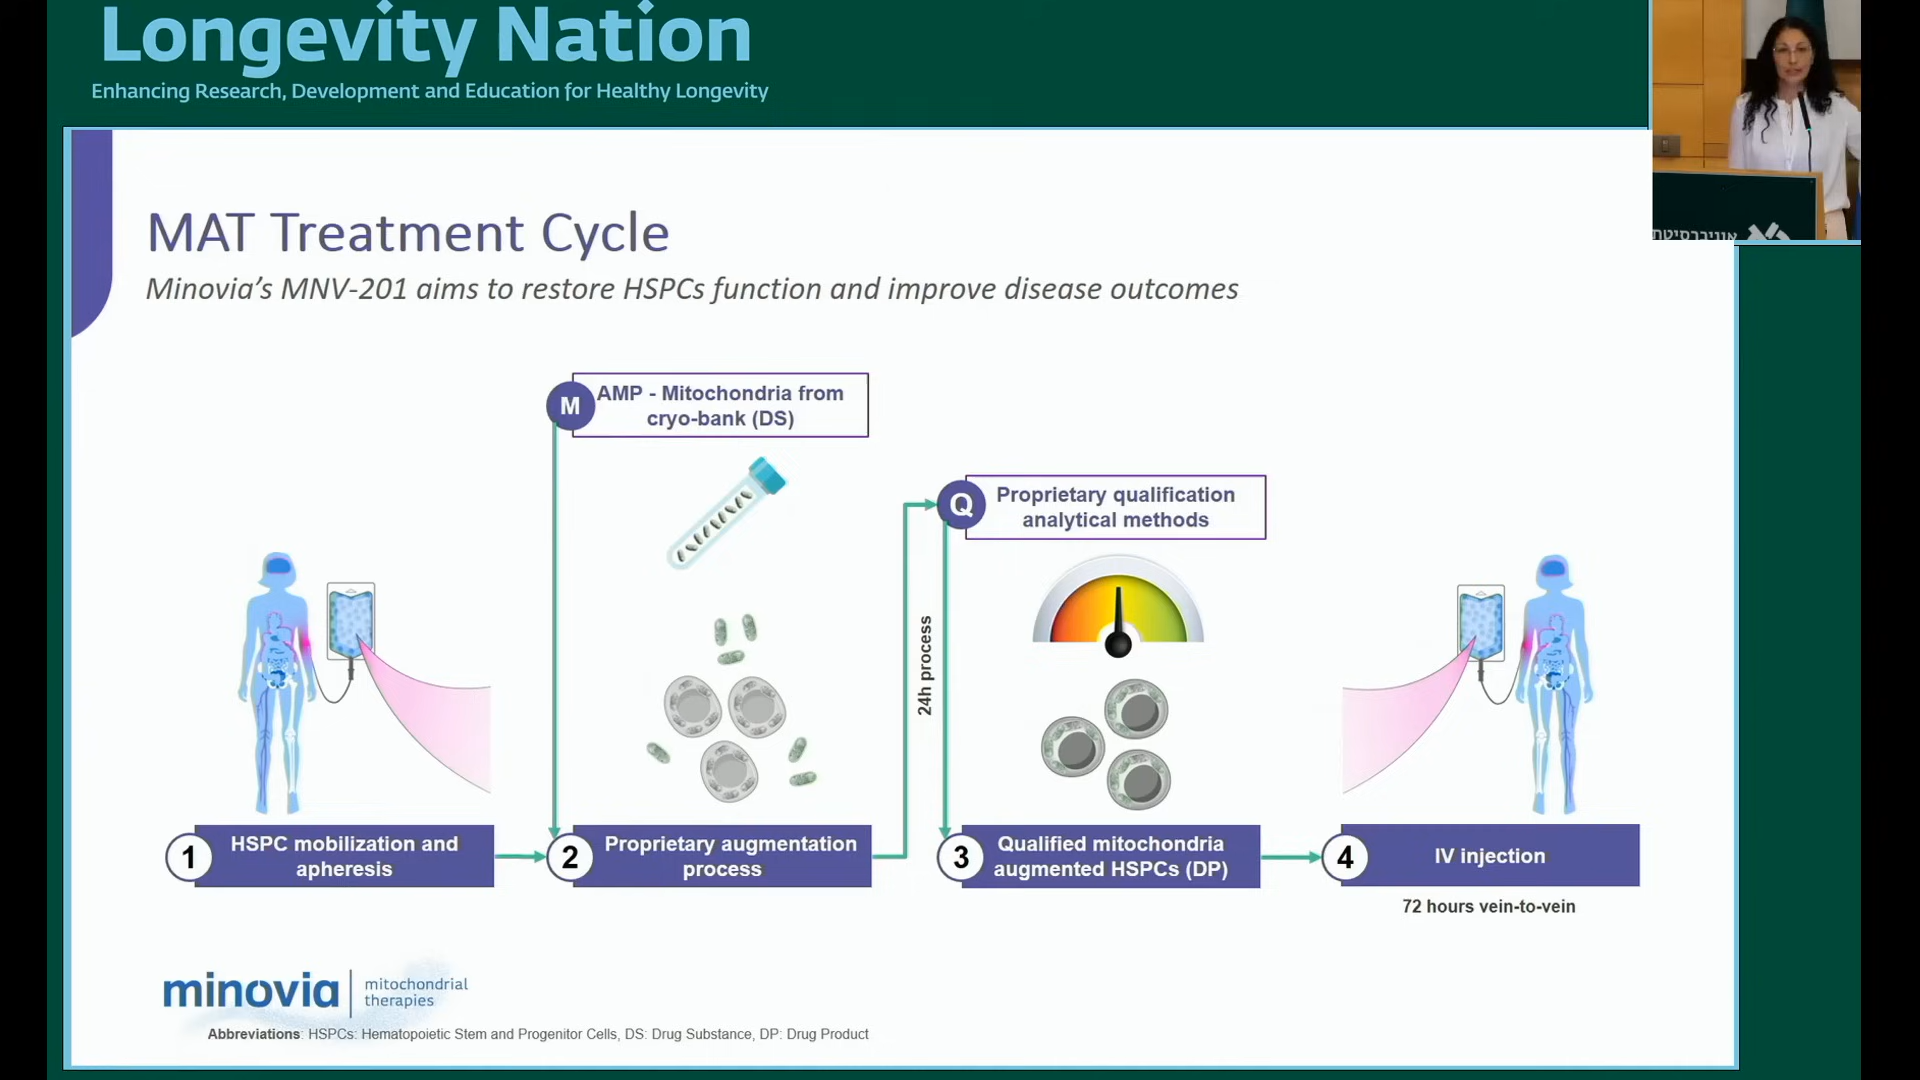 Longevity Nation
Enhancing Research, Development and Education for Healthy Longevity
אוניברסיטת
MAT Treatment Cycle
Minovia's MNV-201 aims to restore HSPCs function and improve disease outcomes
M
AMP - Mitochondria from
cryo-bank (DS)
Q
Proprietary qualification
analytical methods
24h process
1
HSPC mobilization and
apheresis
2
Proprietary augmentation
process
3
Qualified mitochondria
augmented HSPCs (DP)
4
IV injection
72 hours vein-to-vein
minovia
mitochondrial
therapies
Abbreviations: HSPCs: Hematopoietic Stem and Progenitor Cells, DS: Drug Substance, DP: Drug Product